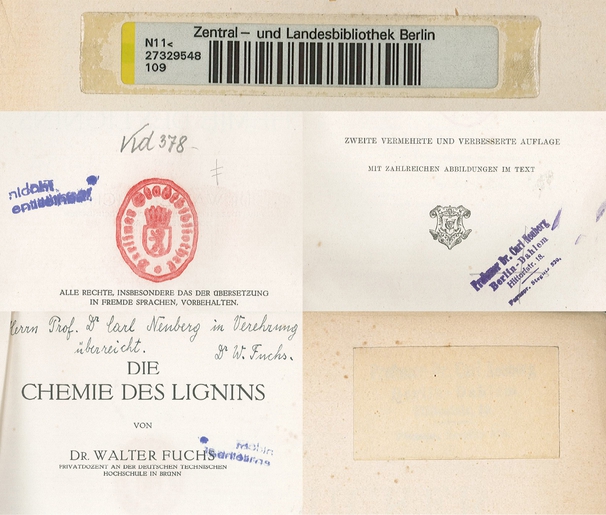 Zentral – und Landesbibliothek Berlin
N11<
27329548
109
Kd 378-
Berliner Stadtbibliothek
ALLE RECHTE, INSBESONDERE DAS DER ÜBERSETZUNG
IN FREMDE SPRACHEN, VORBEHALTEN.
ZWEITE VERMEHRTE UND VERBESSERTE AUFLAGE
MIT ZAHLREICHEN ABBILDUNGEN IM TEXT
Professor Dr. Carl Neuberg
Berlin-Dahlem
Hittorfstr. 18.
Herrn Prof. Dr Carl Neuberg in Verehrung
überreicht. Dr W. Fuchs.
DIE
CHEMIE DES LIGNINS
VON
DR. WALTER FUCHS
PRIVATDOZENT AN DER DEUTSCHEN TECHNISCHEN
HOCHSCHULE IN BRÜNN